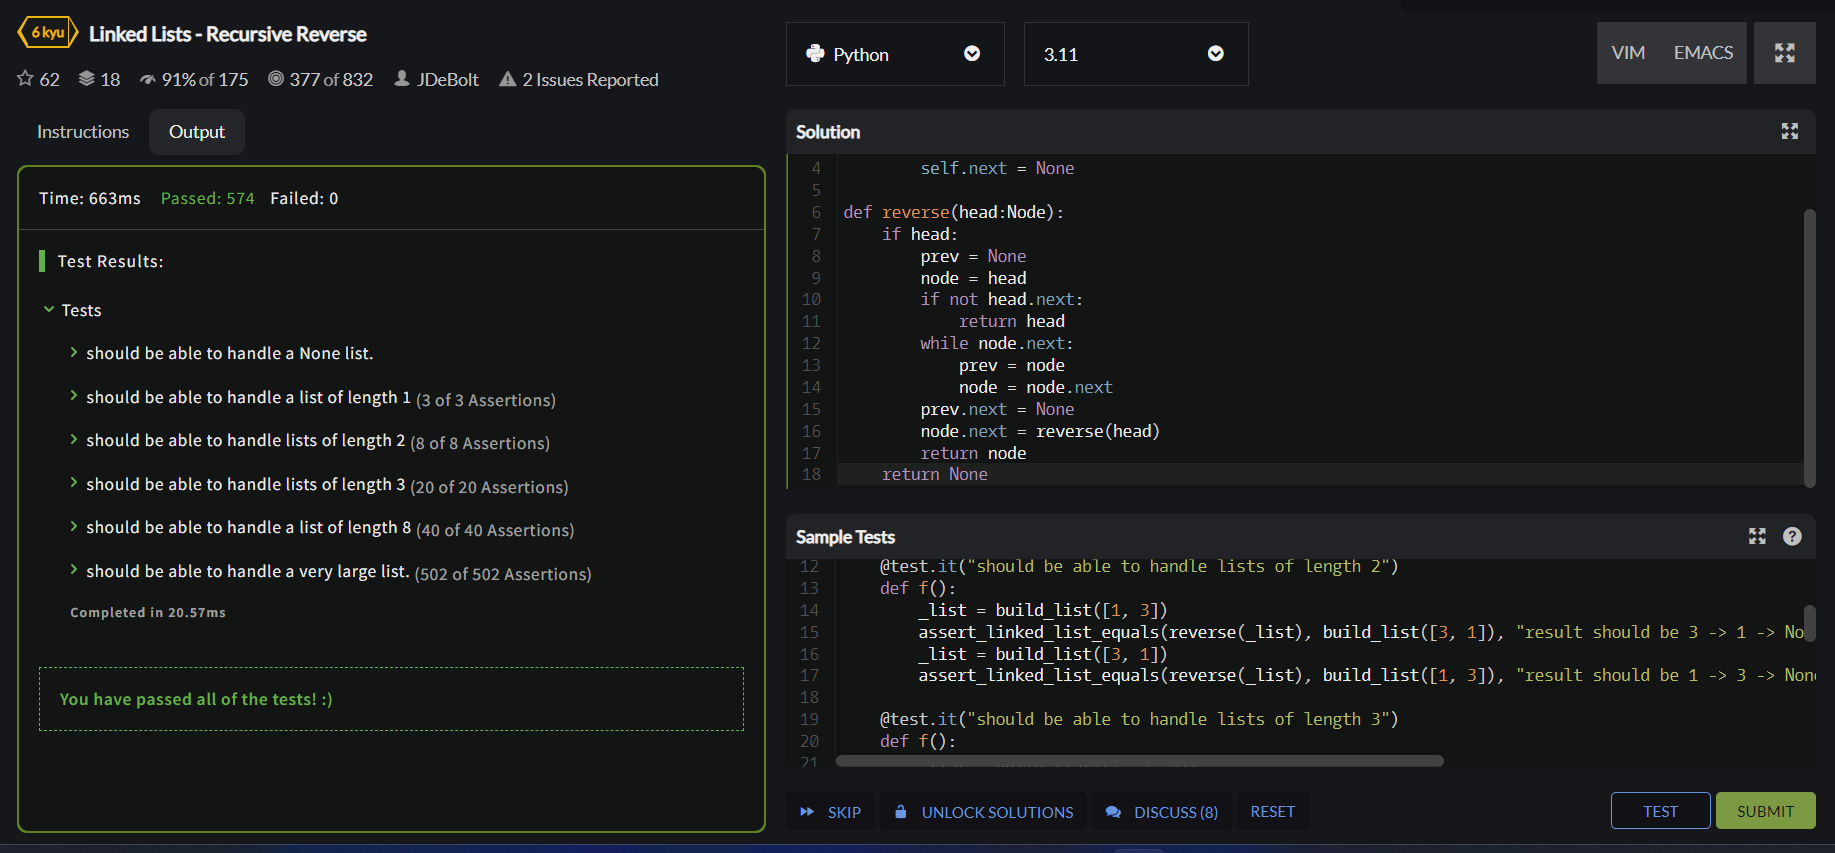 6 kyu Linked Lists - Recursive Reverse
62 18 91% of 175 377 of 832 JDeBolt 2 Issues Reported
Instructions Output
Time: 663ms Passed: 574 Failed: 0
Test Results:
Tests
should be able to handle a None list.
should be able to handle a list of length 1 (3 of 3 Assertions)
should be able to handle lists of length 2 (8 of 8 Assertions)
should be able to handle lists of length 3 (20 of 20 Assertions)
should be able to handle a list of length 8 (40 of 40 Assertions)
should be able to handle a very large list. (502 of 502 Assertions)
Completed in 20.57ms
You have passed all of the tests! :)
Python 3.11 VIM EMACS
Solution
4 self.next = None
5
6 def reverse(head:Node):
7 if head:
8 prev = None
9 node = head
10 if not head.next:
11 return head
12 while node.next:
13 prev = node
14 node = node.next
15 prev.next = None
16 node.next = reverse(head)
17 return node
18 return None
Sample Tests
12 @test.it("should be able to handle lists of length 2")
13 def f():
14 _list = build_list([1, 3])
15 assert_linked_list_equals(reverse(_list), build_list([3, 1]), "result should be 3 -> 1 -> No
16 _list = build_list([3, 1])
17 assert_linked_list_equals(reverse(_list), build_list([1, 3]), "result should be 1 -> 3 -> Non
18
19 @test.it("should be able to handle lists of length 3")
20 def f():
21
SKIP UNLOCK SOLUTIONS DISCUSS (8) RESET TEST SUBMIT